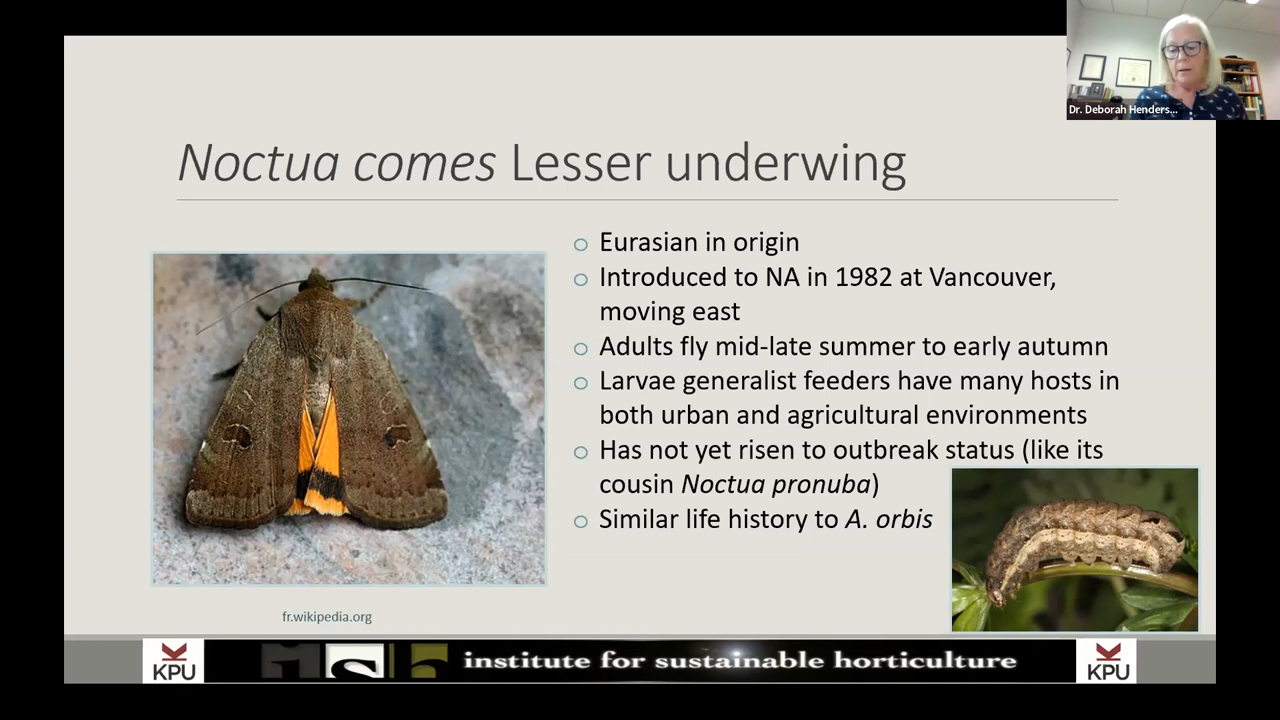 Dr. Deborah Henders...
Noctua comes Lesser underwing
o Eurasian in origin
o Introduced to NA in 1982 at Vancouver,
moving east
o Adults fly mid-late summer to early autumn
o Larvae generalist feeders have many hosts in
both urban and agricultural environments
o Has not yet risen to outbreak status (like its
cousin Noctua pronuba)
o Similar life history to A. orbis
fr.wikipedia.org
KPU
ish
institute for sustainable horticulture
KPU